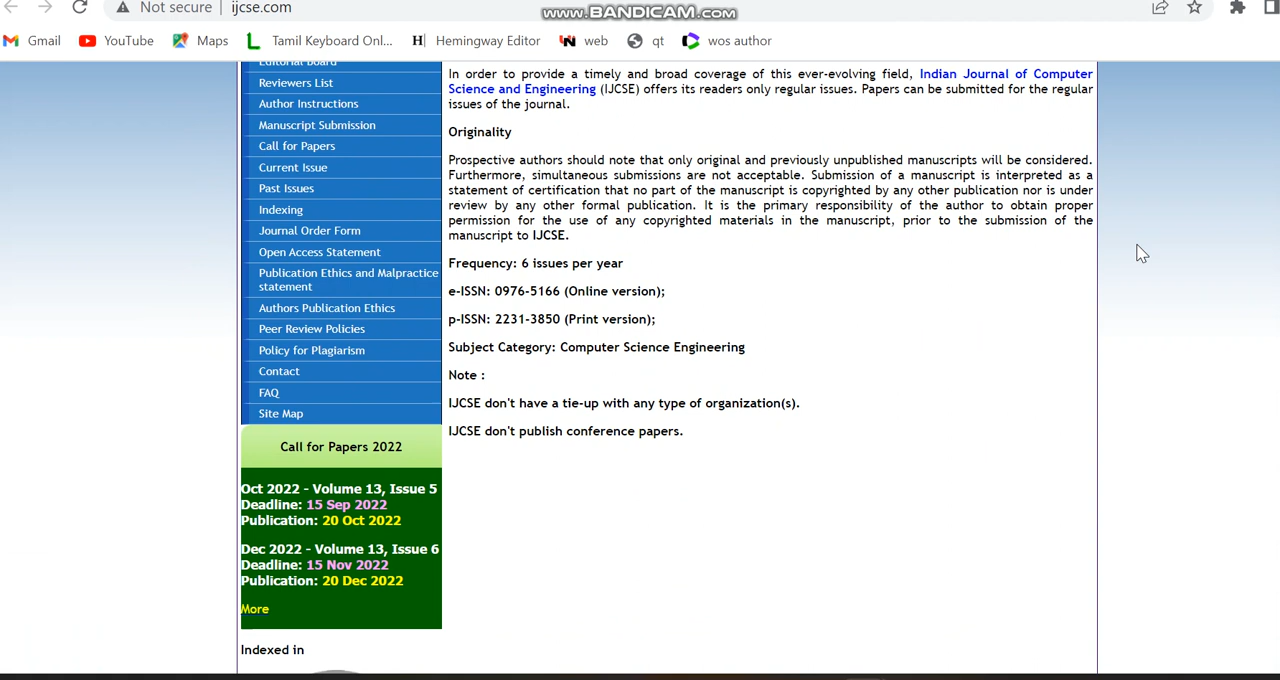 www.BANDICAM.com
Not secure | ijcse.com
Gmail YouTube Maps Tamil Keyboard Onl... Hemingway Editor web qt wos author
Editorial Board
Reviewers List
Author Instructions
Manuscript Submission
Call for Papers
Current Issue
Past Issues
Indexing
Journal Order Form
Open Access Statement
Publication Ethics and Malpractice
statement
Authors Publication Ethics
Peer Review Policies
Policy for Plagiarism
Contact
FAQ
Site Map
Call for Papers 2022
Oct 2022 - Volume 13, Issue 5
Deadline: 15 Sep 2022
Publication: 20 Oct 2022
Dec 2022 - Volume 13, Issue 6
Deadline: 15 Nov 2022
Publication: 20 Dec 2022
More
Indexed in
In order to provide a timely and broad coverage of this ever-evolving field, Indian Journal of Computer
Science and Engineering (IJCSE) offers its readers only regular issues. Papers can be submitted for the regular
issues of the journal.
Originality
Prospective authors should note that only original and previously unpublished manuscripts will be considered.
Furthermore, simultaneous submissions are not acceptable. Submission of a manuscript is interpreted as a
statement of certification that no part of the manuscript is copyrighted by any other publication nor is under
review by any other formal publication. It is the primary responsibility of the author to obtain proper
permission for the use of any copyrighted materials in the manuscript, prior to the submission of the
manuscript to IJCSE.
Frequency: 6 issues per year
e-ISSN: 0976-5166 (Online version);
p-ISSN: 2231-3850 (Print version);
Subject Category: Computer Science Engineering
Note :
IJCSE don't have a tie-up with any type of organization(s).
IJCSE don't publish conference papers.